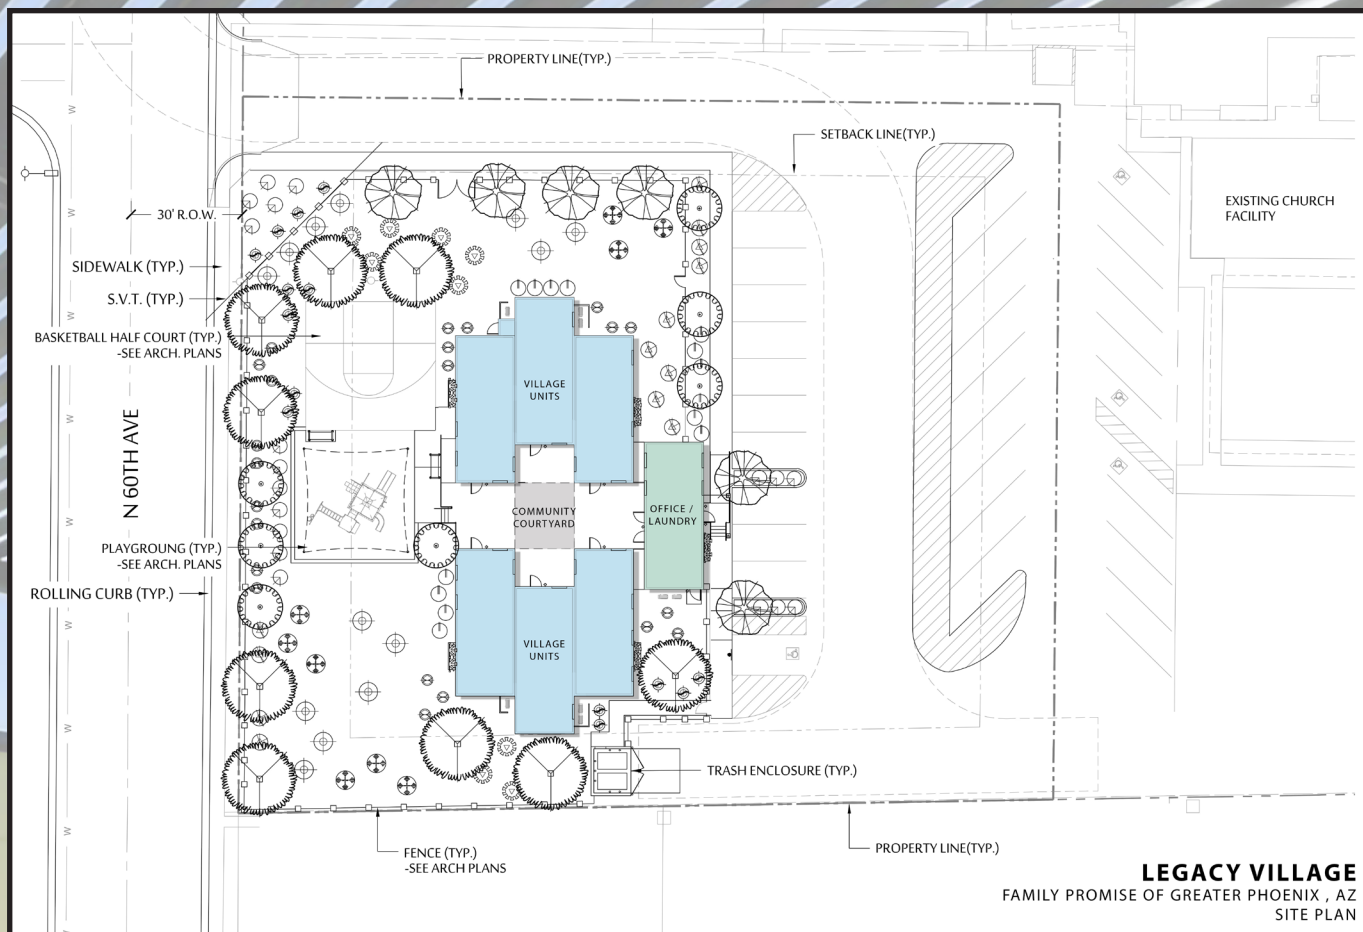 PROPERTY LINE(TYP.)
SETBACK LINE(TYP.)
EXISTING CHURCH
FACILITY
30' R.O.W.
SIDEWALK (TYP.)
S.V.T. (TYP.)
BASKETBALL HALF COURT (TYP.)
-SEE ARCH. PLANS
VILLAGE
UNITS
N 60TH AVE
COMMUNITY
COURTYARD
OFFICE /
LAUNDRY
PLAYGROUNG (TYP.)
-SEE ARCH. PLANS
ROLLING CURB (TYP.)
VILLAGE
UNITS
TRASH ENCLOSURE (TYP.)
FENCE (TYP.)
-SEE ARCH PLANS
PROPERTY LINE(TYP.)
LEGACY VILLAGE
FAMILY PROMISE OF GREATER PHOENIX , AZ
SITE PLAN
W
W
W
W
W
W
W
W